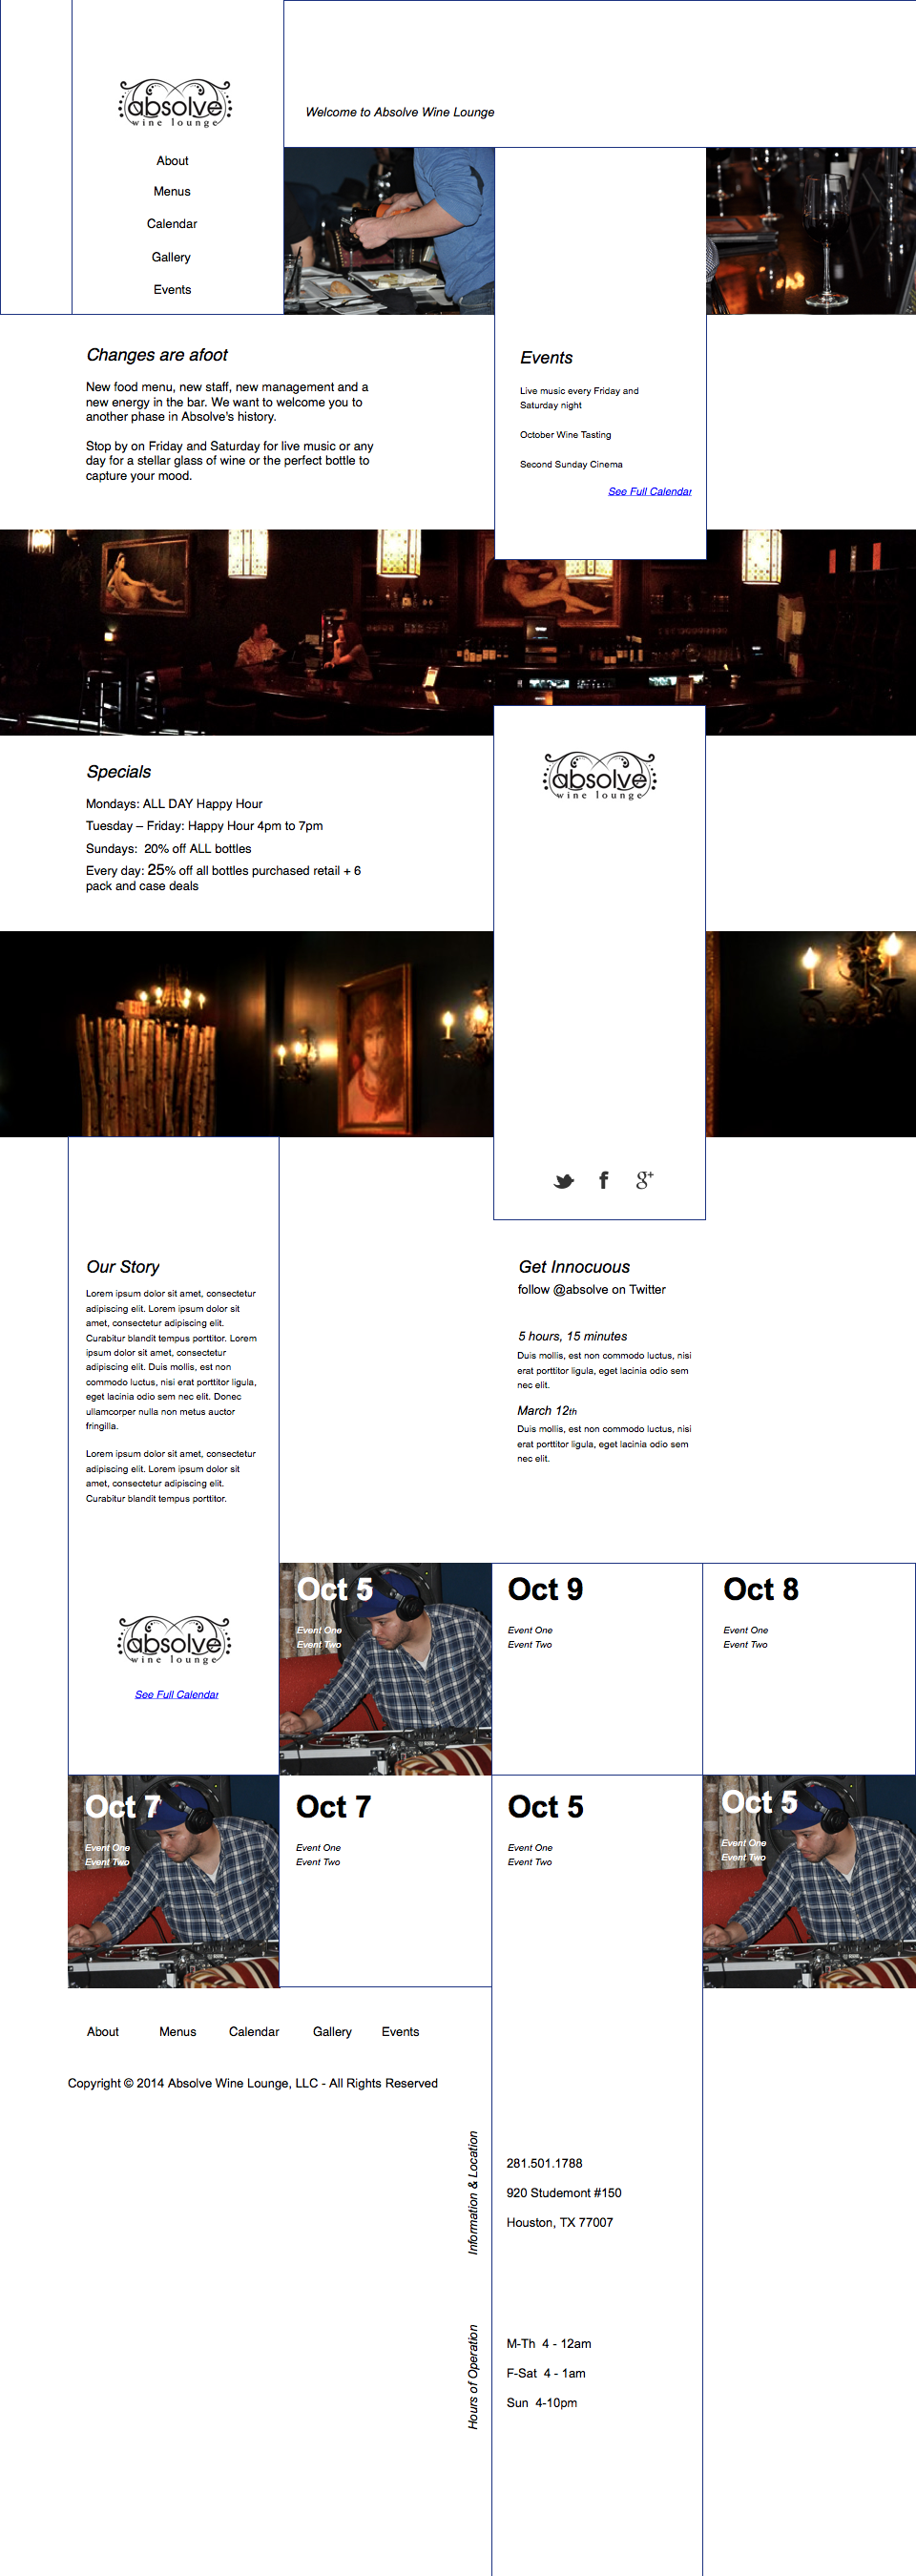 absolve
wine lounge
About
Menus
Calendar
Gallery
Events
Welcome to Absolve Wine Lounge
Changes are afoot
New food menu, new staff, new management and a
new energy in the bar. We want to welcome you to
another phase in Absolve's history.
Stop by on Friday and Saturday for live music or any
day for a stellar glass of wine or the perfect bottle to
capture your mood.
Events
Live music every Friday and
Saturday night
October Wine Tasting
Second Sunday Cinema
See Full Calendar
Specials
Mondays: ALL DAY Happy Hour
Tuesday – Friday: Happy Hour 4pm to 7pm
Sundays:  20% off ALL bottles
Every day: 25% off all bottles purchased retail + 6
pack and case deals
absolve
wine lounge
Our Story
Lorem ipsum dolor sit amet, consectetur
adipiscing elit. Lorem ipsum dolor sit
amet, consectetur adipiscing elit.
Curabitur blandit tempus porttitor. Lorem
ipsum dolor sit amet, consectetur
adipiscing elit. Duis mollis, est non
commodo luctus, nisi erat porttitor ligula,
eget lacinia odio sem nec elit. Donec
ullamcorper nulla non metus auctor
fringilla.
Lorem ipsum dolor sit amet, consectetur
adipiscing elit. Lorem ipsum dolor sit
amet, consectetur adipiscing elit.
Curabitur blandit tempus porttitor.
Get Innocuous
follow @absolve on Twitter
5 hours, 15 minutes
Duis mollis, est non commodo luctus, nisi
erat porttitor ligula, eget lacinia odio sem
nec elit.
March 12th
Duis mollis, est non commodo luctus, nisi
erat porttitor ligula, eget lacinia odio sem
nec elit.
absolve
wine lounge
See Full Calendar
Oct 5
Event One
Event Two
Oct 9
Event One
Event Two
Oct 8
Event One
Event Two
Oct 7
Event One
Event Two
Oct 7
Event One
Event Two
Oct 5
Event One
Event Two
Oct 5
Event One
Event Two
About Menus Calendar Gallery Events
Copyright © 2014 Absolve Wine Lounge, LLC - All Rights Reserved
Information & Location
281.501.1788
920 Studemont #150
Houston, TX 77007
Hours of Operation
M-Th  4 - 12am
F-Sat  4 - 1am
Sun  4-10pm